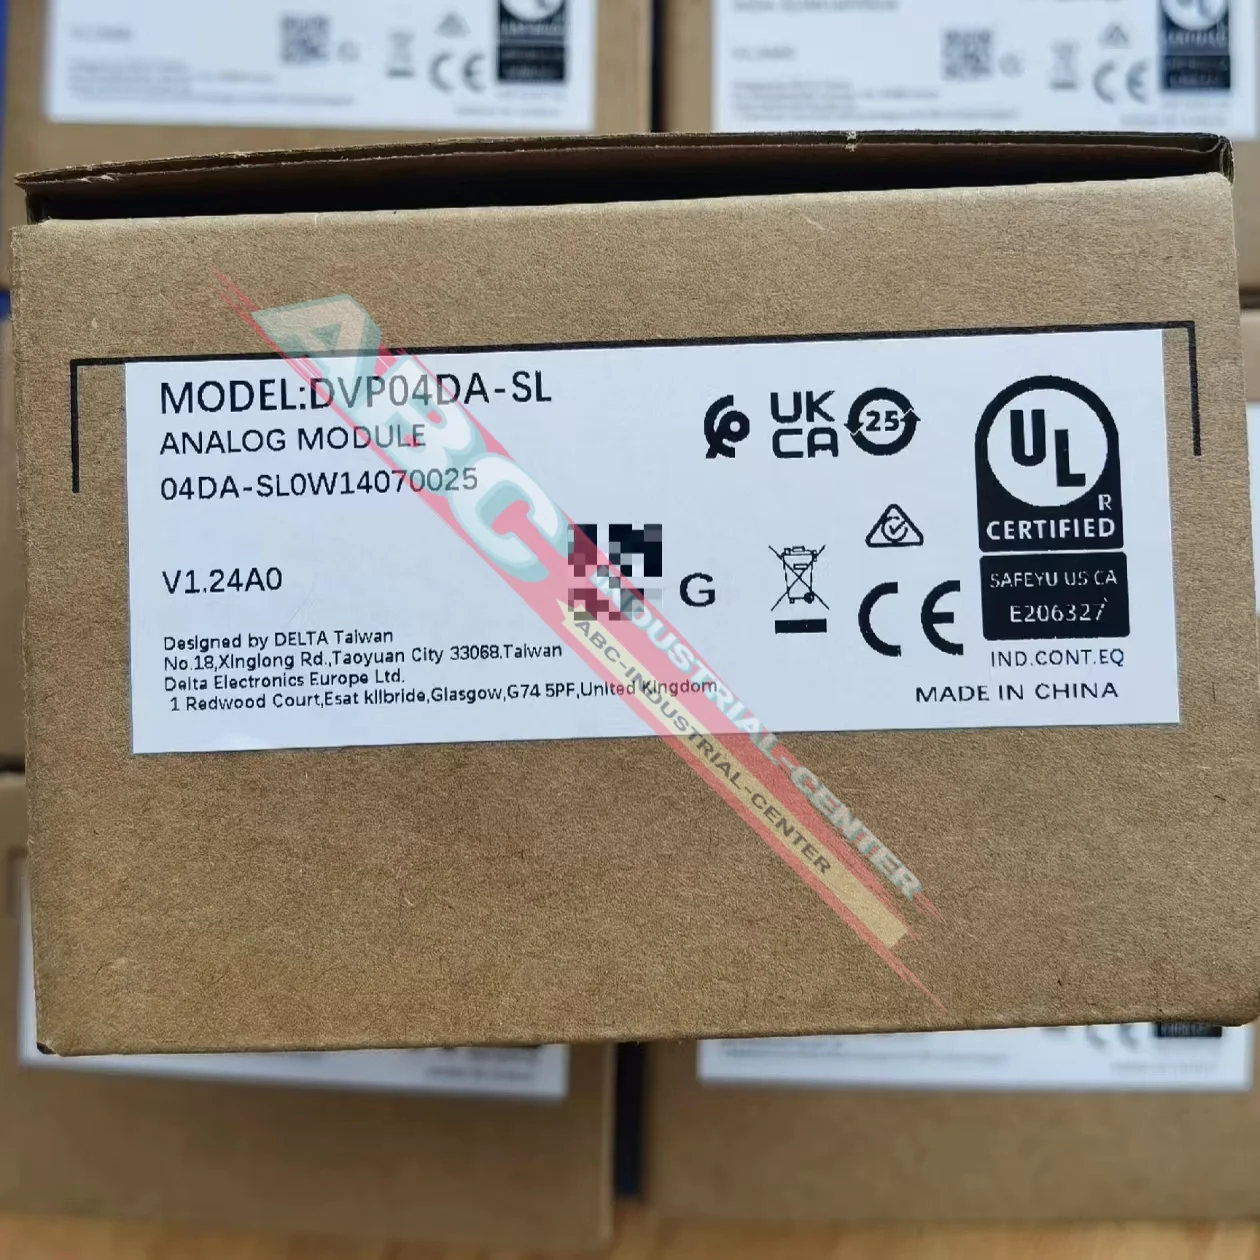 MODEL:DVP04DA-SL
ANALOG MODULE
04DA-SL0W14070025
V1.24A0
G
Designed by DELTA Taiwan
No.18,Xinglong Rd.,Taoyuan City 33068.Taiwan
Delta Electronics Europe Ltd.
1 Redwood Court,Esat kilbride,Glasgow,G74 5PF,United Kingdom
UK
CA
25
UL
R
CERTIFIED
SAFEYU US CA
E206327
CE
IND.CONT.EQ
MADE IN CHINA
ABC
INDUSTRIAL-CENTER
ABC-INDUSTRIAL-CENTER